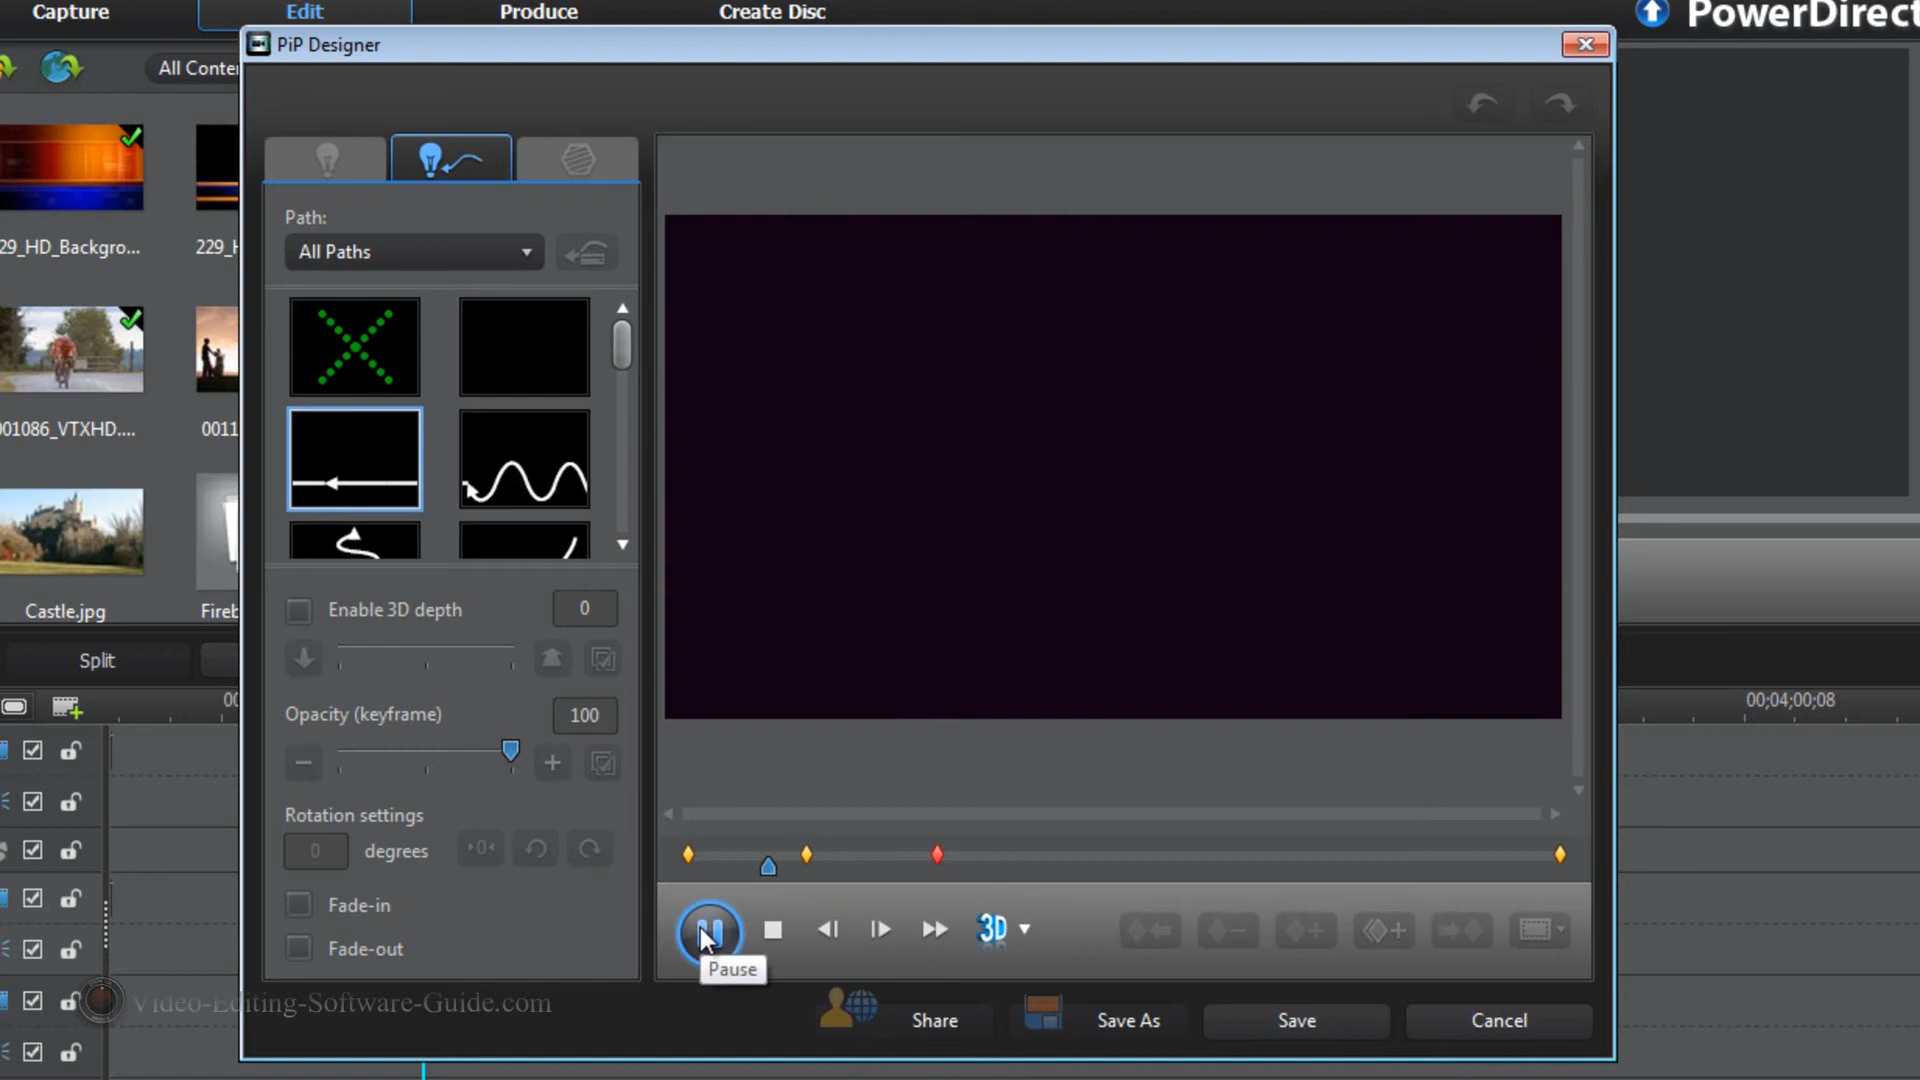 Capture
Edit
Produce
Create Disc
PowerDirect
PiP Designer
All Conte
29_HD_Backgro...
229_H
001086_VTXHD....
0011
Castle.jpg
Fireb
Path:
All Paths
Enable 3D depth
0
Opacity (keyframe)
100
Rotation settings
0
degrees
Fade-in
Fade-out
Split
00
00;04;00;08
3D
Pause
Share
Save As
Save
Cancel
Video-Editing-Software-Guide.com